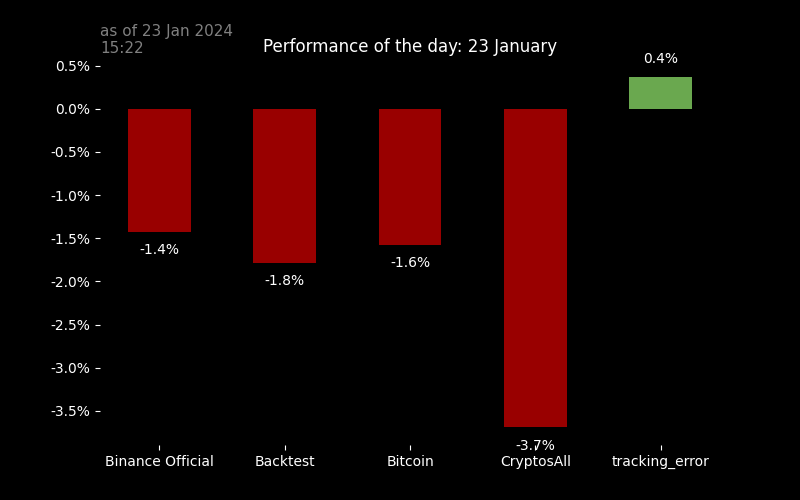 as of 23 Jan 2024
15:22
Performance of the day: 23 January
0.5%
0.0%
-0.5%
-1.0%
-1.5%
-2.0%
-2.5%
-3.0%
-3.5%
-1.4%
-1.8%
-1.6%
-3.7%
0.4%
Binance Official
Backtest
Bitcoin
CryptosAll
tracking_error